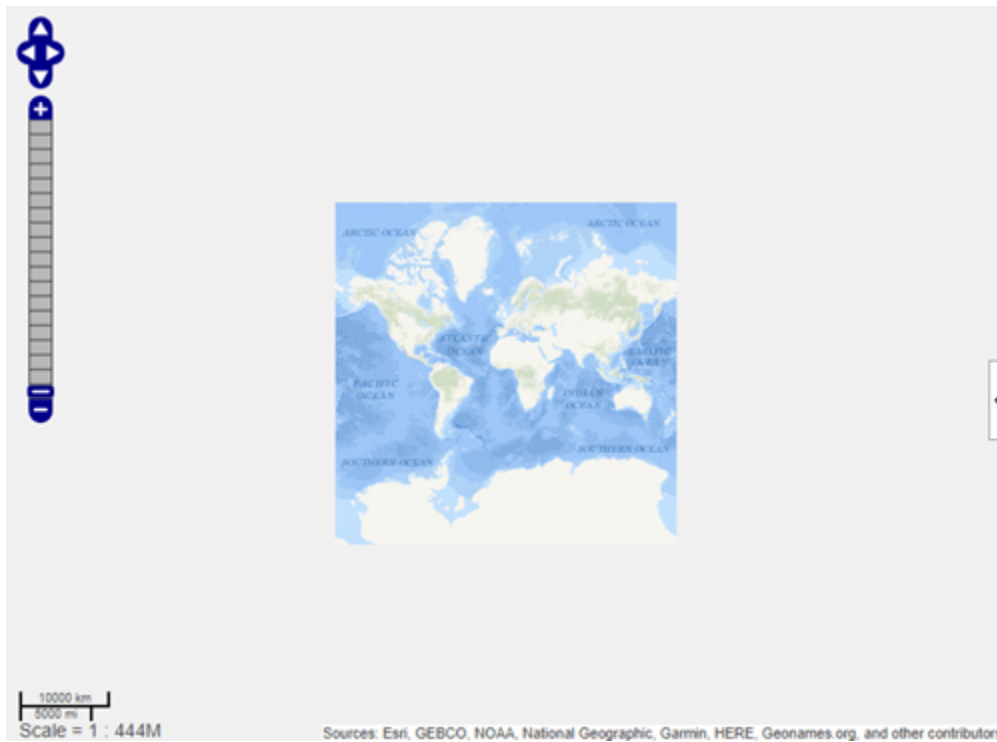 ARCTIC OCEAN
ARCTIC OCEAN
ATLANTIC
OCEAN
PACIFIC
OCEAN
PACIFIC
OCEAN
INDIAN
OCEAN
SOUTHERN OCEAN
SOUTHERN OCEAN
10000 km
5000 mi
Scale = 1 : 444M
Sources: Esri, GEBCO, NOAA, National Geographic, Garmin, HERE, Geonames.org, and other contributors